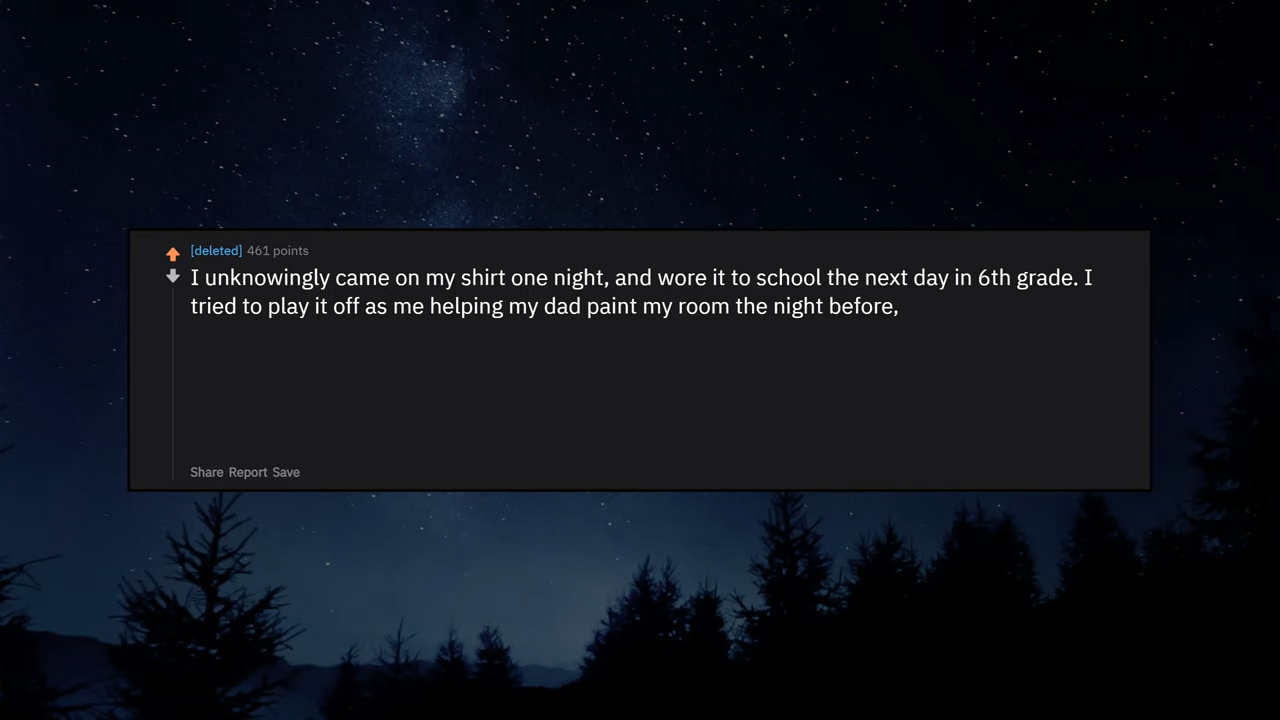 [deleted] 461 points
I unknowingly came on my shirt one night, and wore it to school the next day in 6th grade. I
tried to play it off as me helping my dad paint my room the night before,
Share Report Save